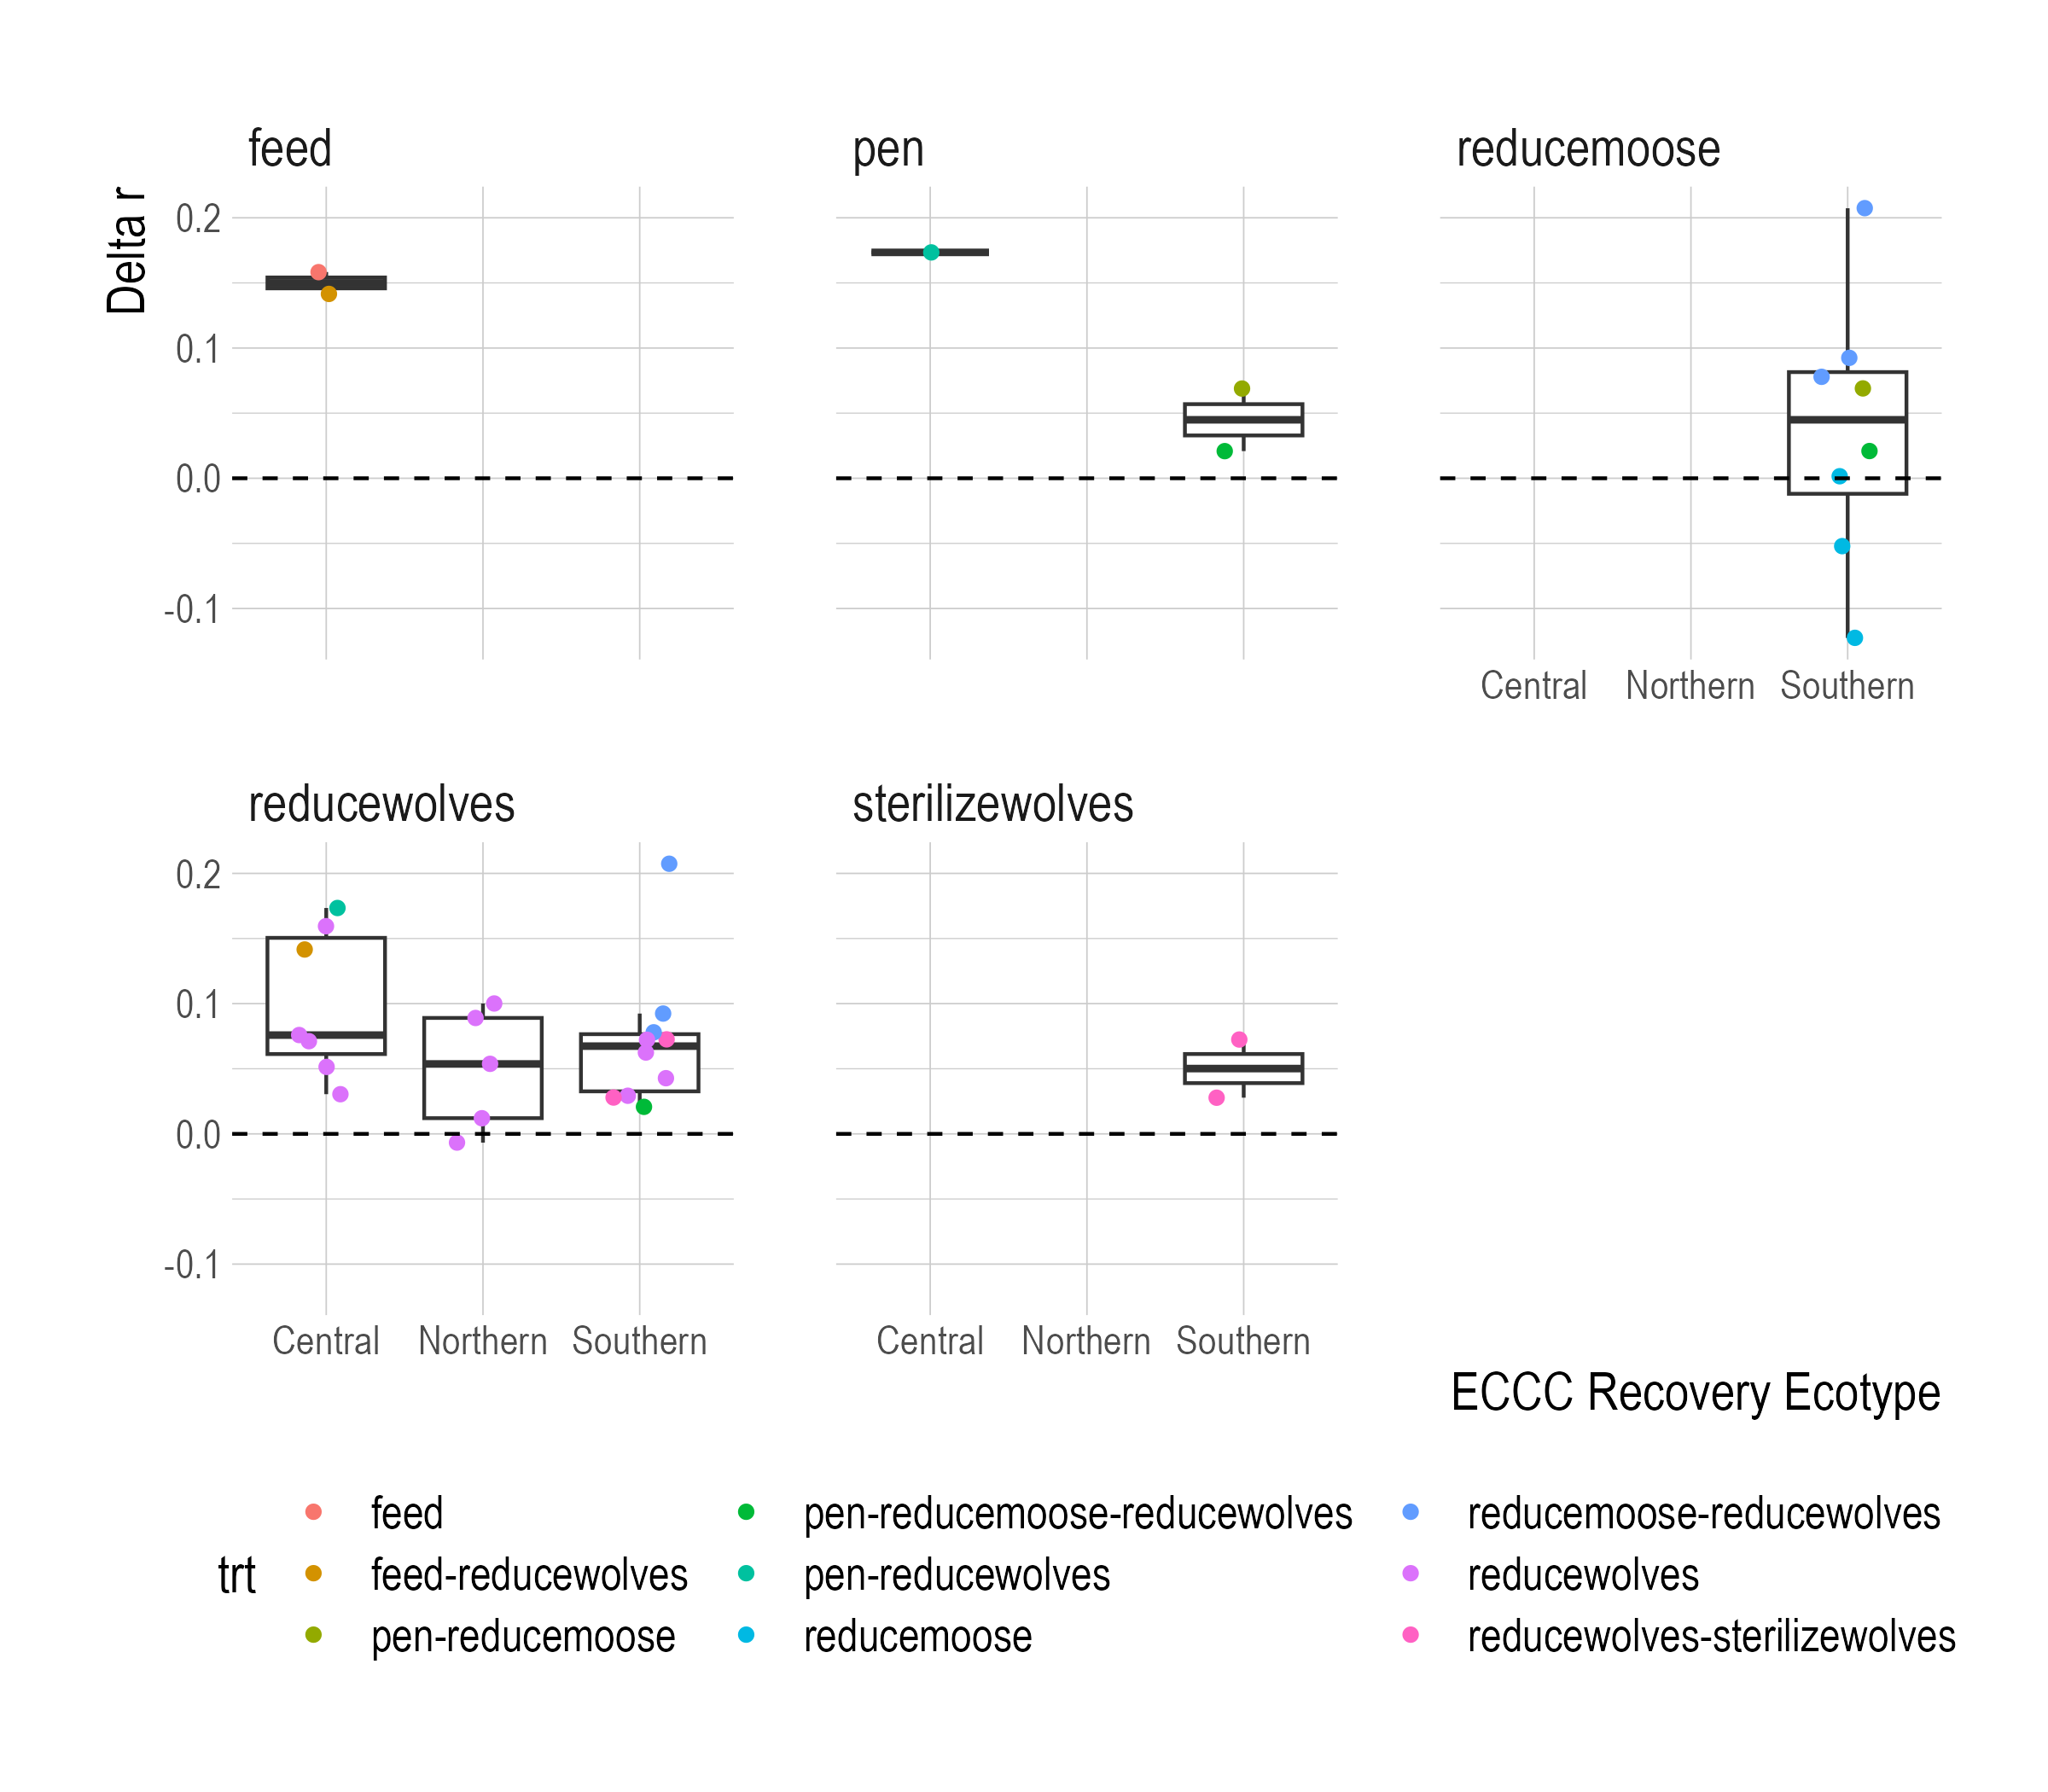 feed
pen
reducemoose
Delta r
0.2
0.1
0.0
-0.1
Central Northern Southern
reducewolves
sterilizewolves
0.2
0.1
0.0
-0.1
Central Northern Southern
Central Northern Southern
ECCC Recovery Ecotype
trt
feed
feed-reducewolves
pen-reducemoose
pen-reducemoose-reducewolves
pen-reducewolves
reducemoose
reducemoose-reducewolves
reducewolves
reducewolves-sterilizewolves